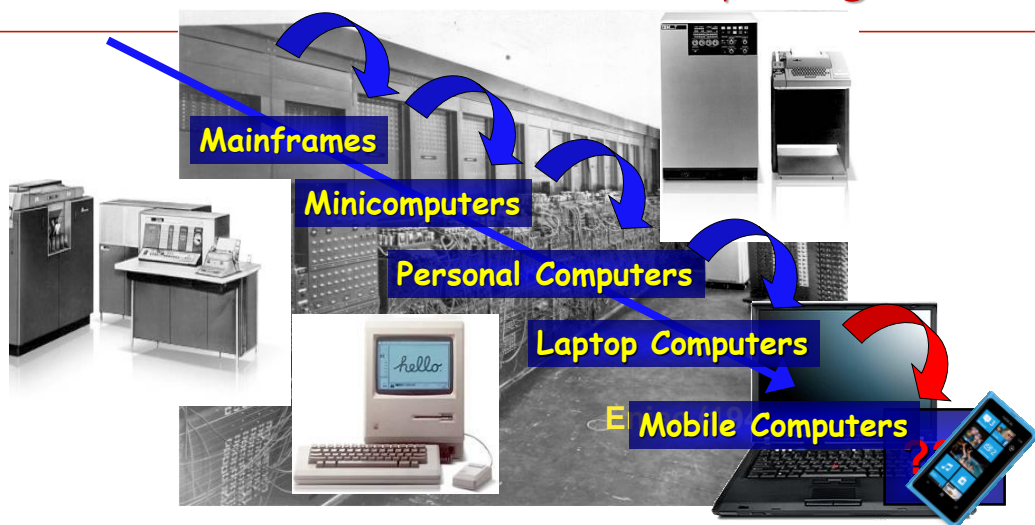 Mainframes
Minicomputers
Personal Computers
hello.
Laptop Computers
Mobile Computers